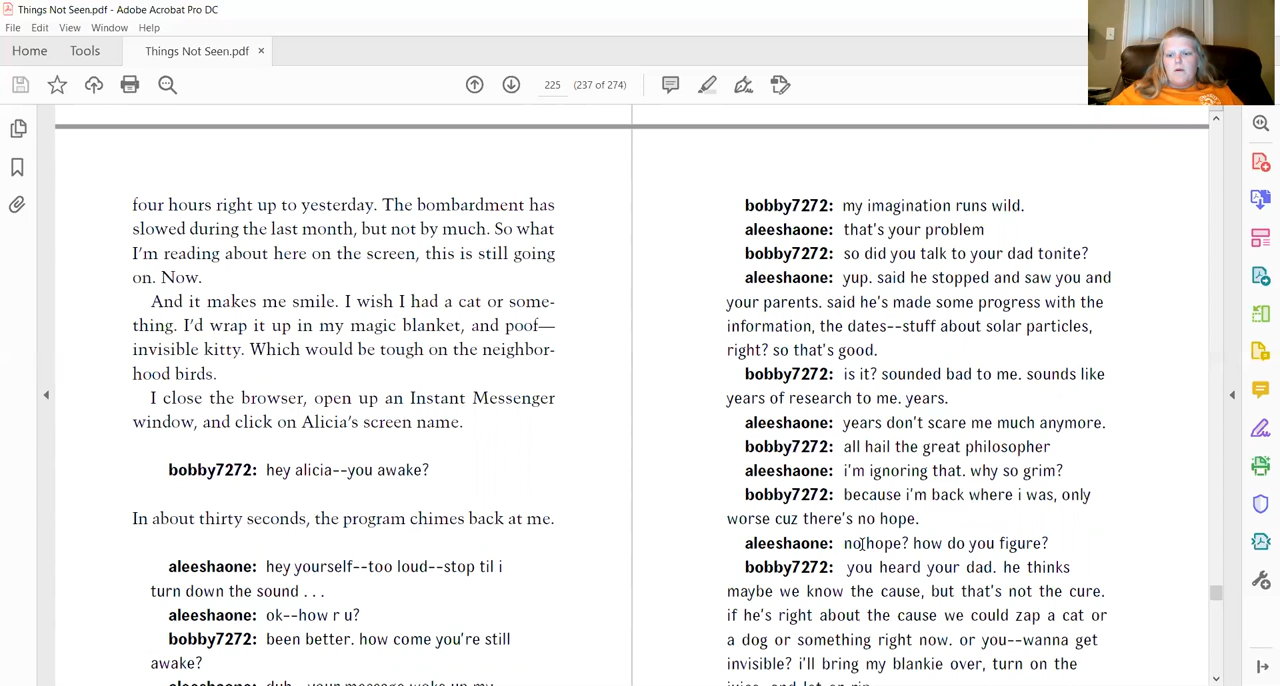 Things Not Seen.pdf - Adobe Acrobat Pro DC
File Edit View Window Help
Home Tools Things Not Seen.pdf ×
225 (237 of 274)
four hours right up to yesterday. The bombardment has
slowed during the last month, but not by much. So what
I'm reading about here on the screen, this is still going
on. Now.
And it makes me smile. I wish I had a cat or some-
thing. I'd wrap it up in my magic blanket, and poof—
invisible kitty. Which would be tough on the neighbor-
hood birds.
I close the browser, open up an Instant Messenger
window, and click on Alicia's screen name.
bobby7272: hey alicia--you awake?
In about thirty seconds, the program chimes back at me.
aleeshaone: hey yourself--too loud--stop til i
turn down the sound . . .
aleeshaone: ok--how r u?
bobby7272: been better. how come you're still
awake?
aleeshaone: duh--your message woke up my
bobby7272: my imagination runs wild.
aleeshaone: that's your problem
bobby7272: so did you talk to your dad tonite?
aleeshaone: yup. said he stopped and saw you and
your parents. said he's made some progress with the
information, the dates--stuff about solar particles,
right? so that's good.
bobby7272: is it? sounded bad to me. sounds like
years of research to me. years.
aleeshaone: years don't scare me much anymore.
bobby7272: all hail the great philosopher
aleeshaone: i'm ignoring that. why so grim?
bobby7272: because i'm back where i was, only
worse cuz there's no hope.
aleeshaone: no hope? how do you figure?
bobby7272: you heard your dad. he thinks
maybe we know the cause, but that's not the cure.
if he's right about the cause we could zap a cat or
a dog or something right now. or you--wanna get
invisible? i'll bring my blankie over, turn on the
juice, and let er rip.